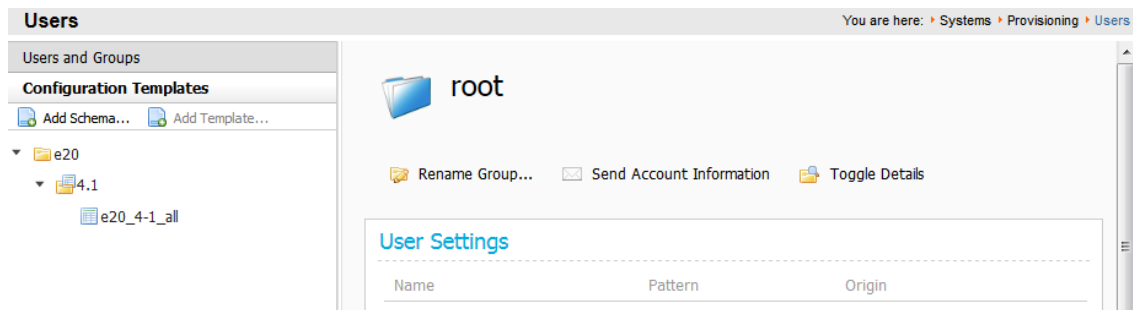 Users
You are here: Systems Provisioning Users
Users and Groups
Configuration Templates
Add Schema... Add Template...
e20
4.1
e20_4-1_all
root
Rename Group... Send Account Information Toggle Details
User Settings
Name Pattern Origin